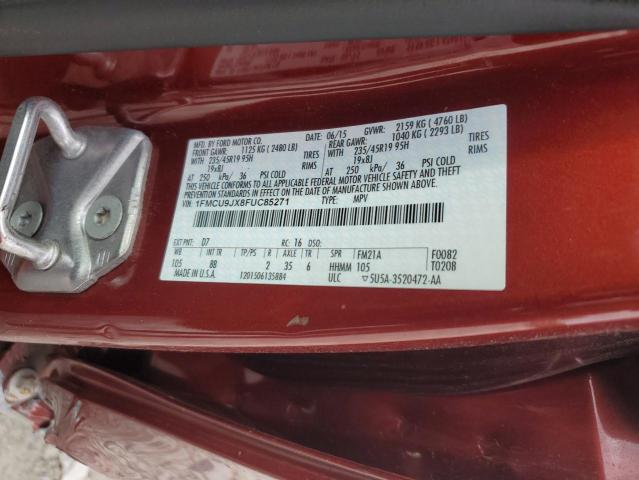 MFD. BY FORD MOTOR CO.
06/15 GVWR: 2159 KG ( 4760 LB)
FRONT GAWR: 1125 KG ( 2480 LB) REAR GAWR: 1040 KG ( 2293 LB)
WITH 235/45R19 95H TIRES WITH 235/45R19 95H TIRES
19x8J 19x8J
AT 250 kPa/ 36 PSI COLD AT 250 kPa/ 36 PSI COLD
THIS VEHICLE CONFORMS TO ALL APPLICABLE FEDERAL MOTOR VEHICLE SAFETY AND THEFT
PREVENTION STANDARDS IN EFFECT ON THE DATE OF MANUFACTURE SHOWN ABOVE.
VIN: 1FMCU9JX8FUC85271 TYPE: MPV
EXT PNT: D7 RC: 16 DSO:
WB INT TR TP/PS R AXLE TR SPR FM21A F0082
105 88 2 35 6 HHMM 105 T0208
MADE IN U.S.A. 1201506135884 ULC 5U5A-3520472-AA